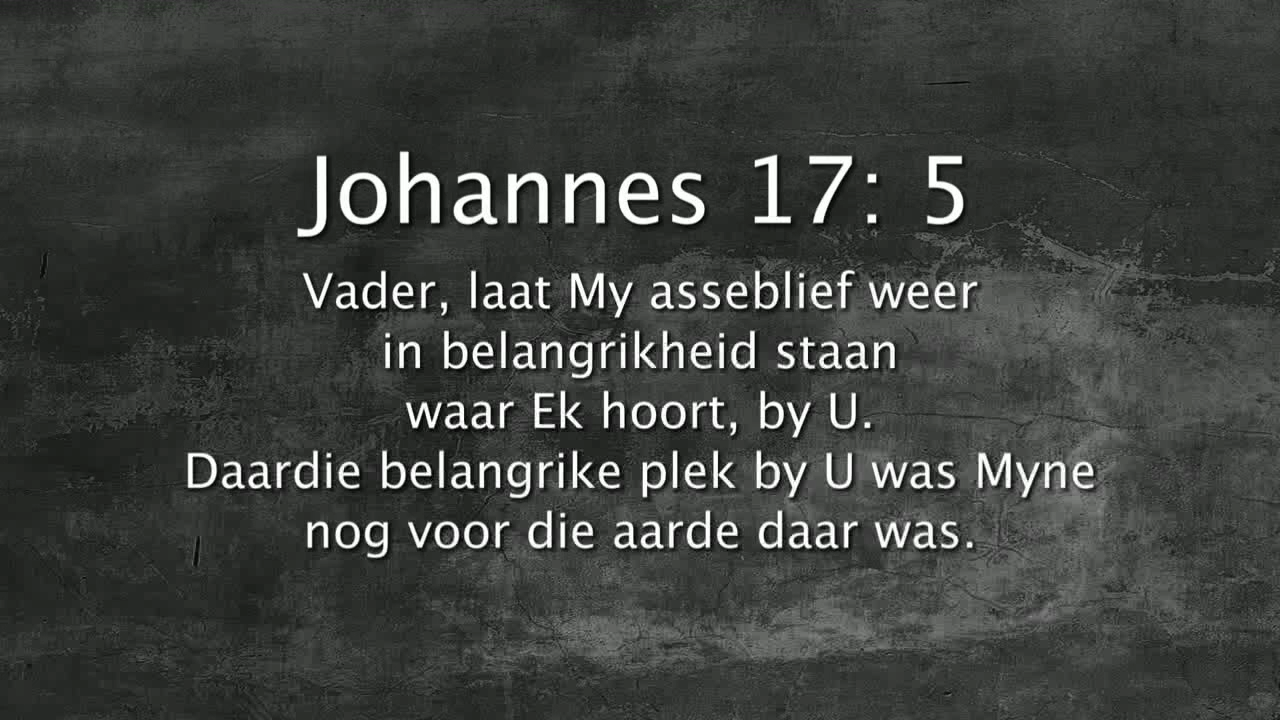 Johannes 17: 5
Vader, laat My asseblief weer
in belangrikheid staan
waar Ek hoort, by U.
Daardie belangrike plek by U was Myne
nog voor die aarde daar was.